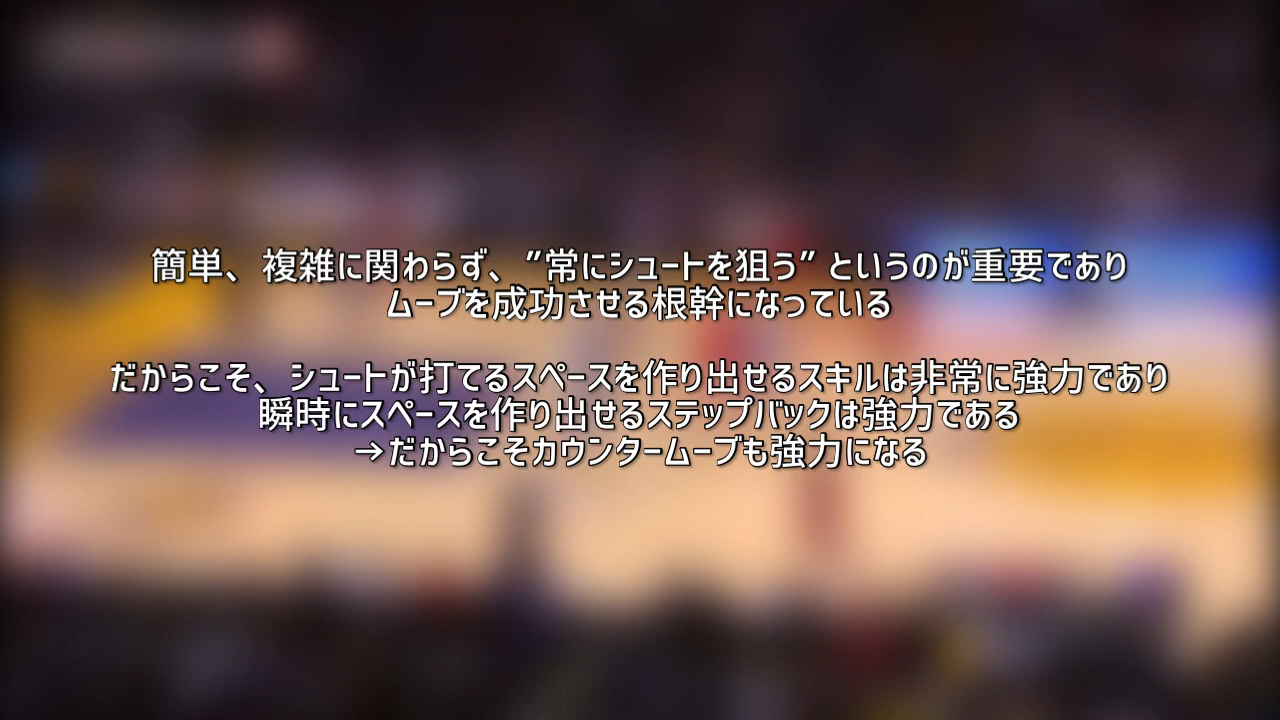 簡単、複雑に関わらず、”常にシュートを狙う” というのが重要であり
ムーブを成功させる根幹になっている
だからこそ、シュートが打てるスペースを作り出せるスキルは非常に強力であり
瞬時にスペースを作り出せるステップバックは強力である
→だからこそカウンタームーブも強力になる